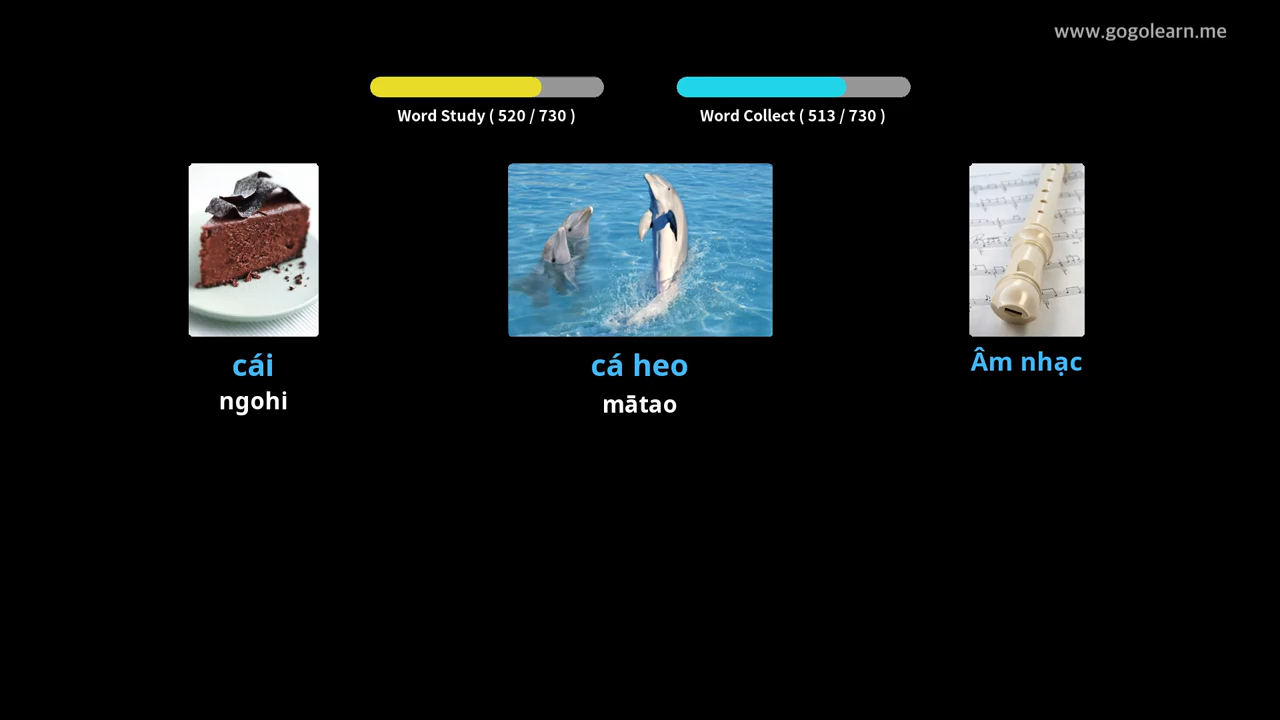 www.gogolearn.me
Word Study ( 520 / 730 )
Word Collect ( 513 / 730 )
cái
ngohi
cá heo
mātao
Âm nhạc